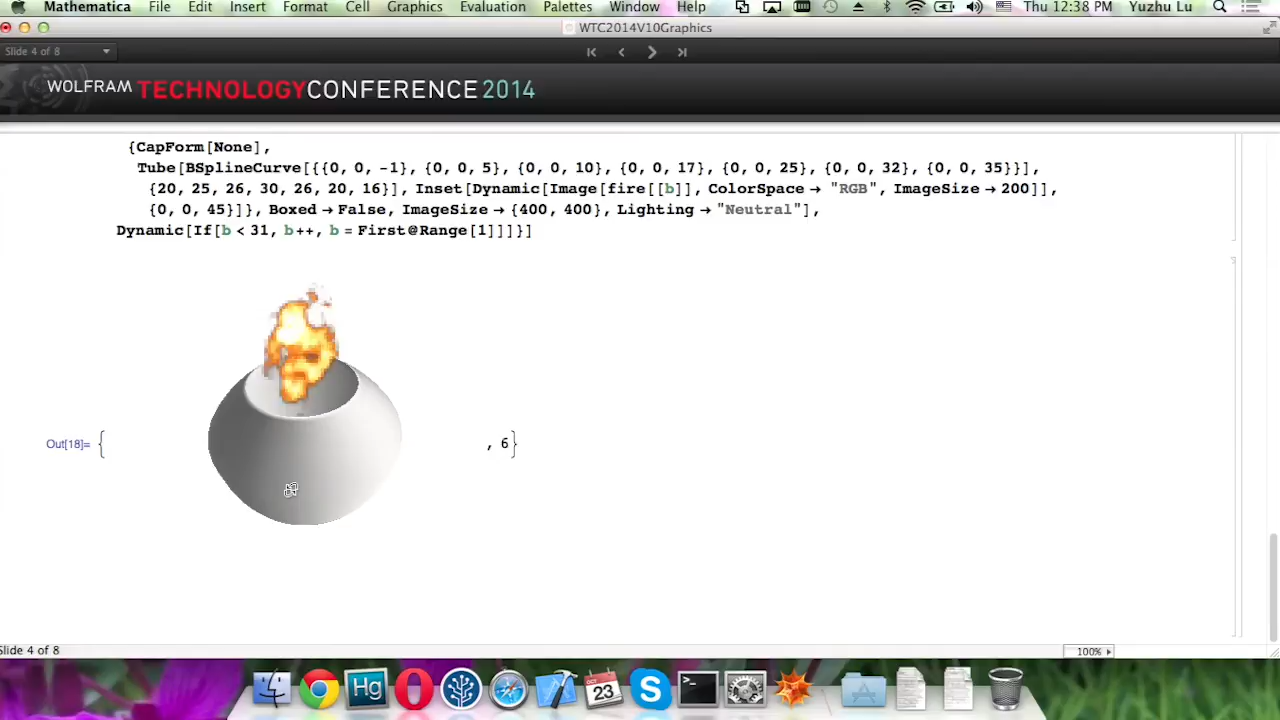 Mathematica File Edit Insert Format Cell Graphics Evaluation Palettes Window Help Thu 12:38 PM Yuzhu Lu
WTC2014V10Graphics
Slide 4 of 8
WOLFRAM TECHNOLOGYCONFERENCE 2014
{CapForm[None],
Tube[BSplineCurve[{{0, 0, -1}, {0, 0, 5}, {0, 0, 10}, {0, 0, 17}, {0, 0, 25}, {0, 0, 32}, {0, 0, 35}}],
{20, 25, 26, 30, 26, 20, 16}], Inset[Dynamic[Image[fire[[b]], ColorSpace → "RGB", ImageSize → 200]],
{0, 0, 45}]}, Boxed → False, ImageSize → {400, 400}, Lighting → "Neutral"],
Dynamic[If[b < 31, b++, b = First@Range[1]]]}]
Out[18]= { , 6}
Slide 4 of 8
100%
Hg
OCT
23
S